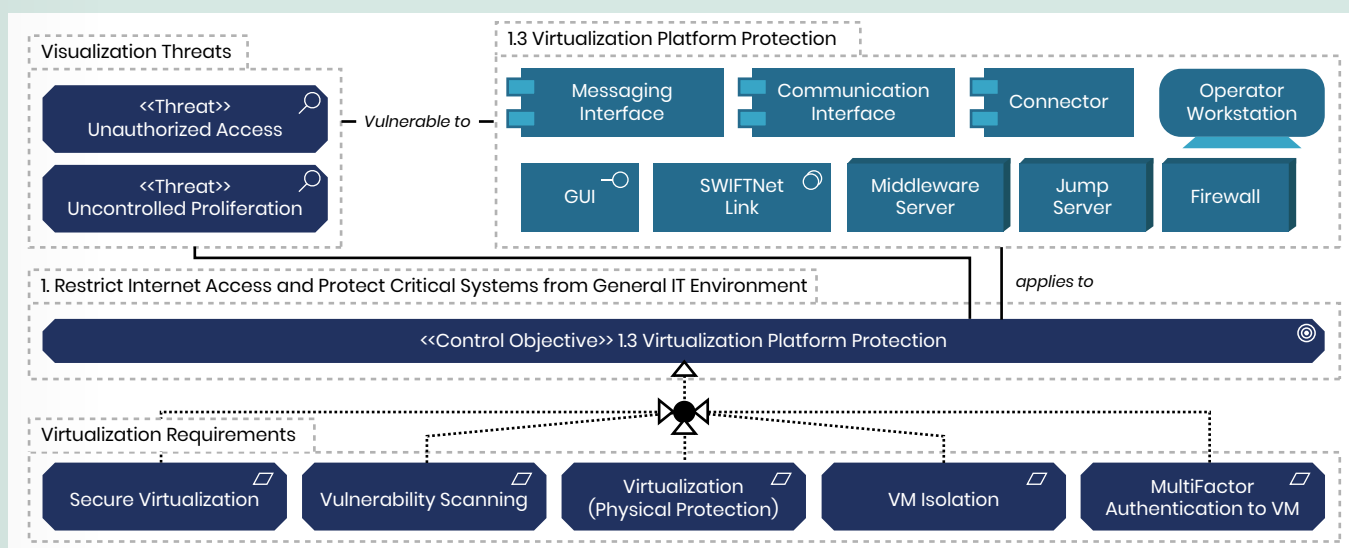 Visualization Threats
1.3 Virtualization Platform Protection
<<Threat>>
Unauthorized Access
<<Threat>>
Uncontrolled Proliferation
Vulnerable to
Messaging
Interface
Communication
Interface
Connector
Operator
Workstation
GUI
SWIFTNet
Link
Middleware
Server
Jump
Server
Firewall
applies to
1. Restrict Internet Access and Protect Critical Systems from General IT Environment
<<Control Objective>> 1.3 Virtualization Platform Protection
Virtualization Requirements
Secure Virtualization
Vulnerability Scanning
Virtualization
(Physical Protection)
VM Isolation
MultiFactor
Authentication to VM